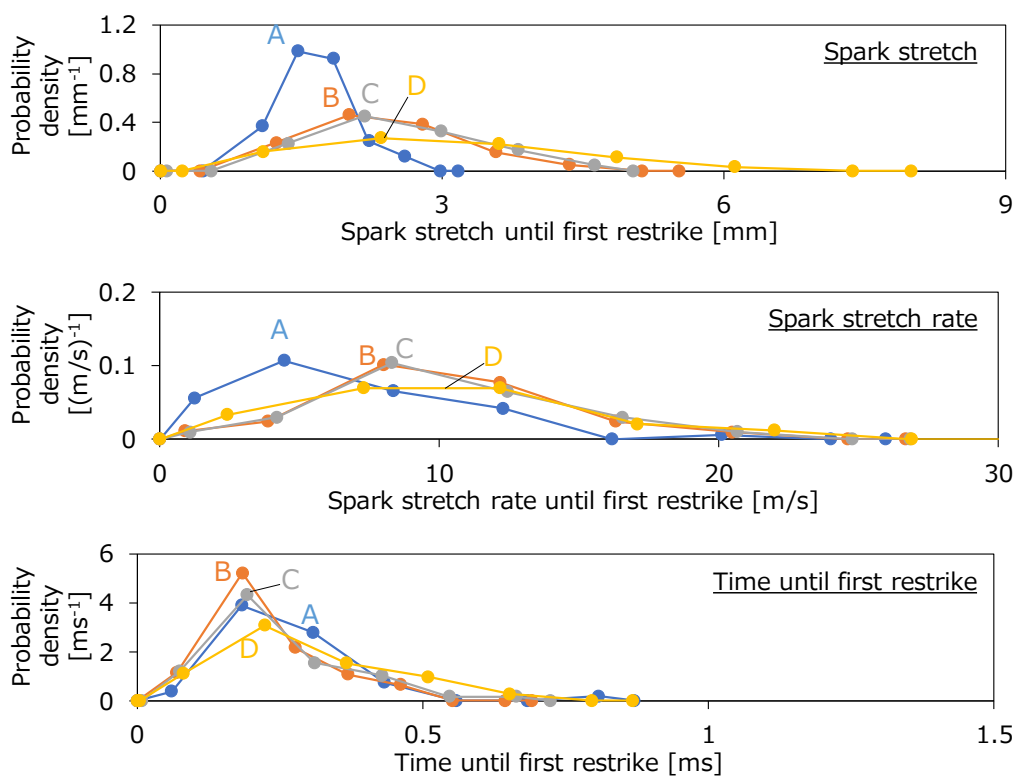 Probability
density
[mm⁻¹]
1.2
0.8
0.4
0
A
B
C
D
Spark stretch
0
3
6
9
Spark stretch until first restrike [mm]
Probability
density
[(m/s)⁻¹]
0.2
0.1
0
A
B
C
D
Spark stretch rate
0
10
20
30
Spark stretch rate until first restrike [m/s]
Probability
density
[ms⁻¹]
6
4
2
0
B
C
A
D
Time until first restrike
0
0.5
1
1.5
Time until first restrike [ms]